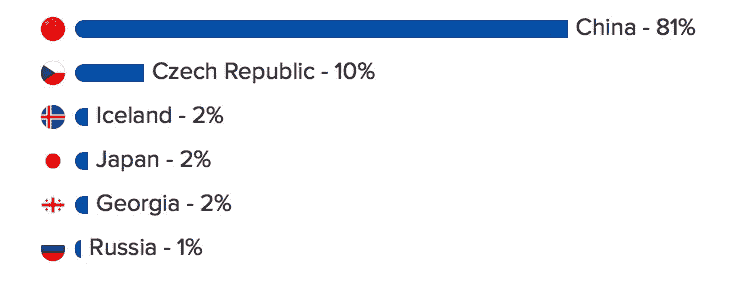 China - 81%
Czech Republic - 10%
Iceland - 2%
Japan - 2%
Georgia - 2%
Russia - 1%